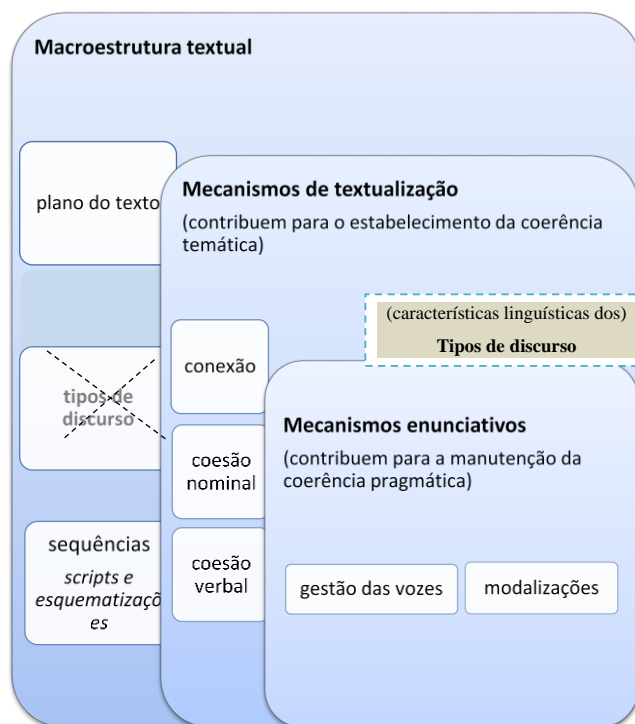 Macroestrutura textual
plano do texto
tipos de
discurso
sequências
scripts e
esquematizaçõ
es
Mecanismos de textualização
(contribuem para o estabelecimento da coerência
temática)
conexão
coesão
nominal
coesão
verbal
(características linguísticas dos)
Tipos de discurso
Mecanismos enunciativos
(contribuem para a manutenção da
coerência pragmática)
gestão das vozes
modalizações